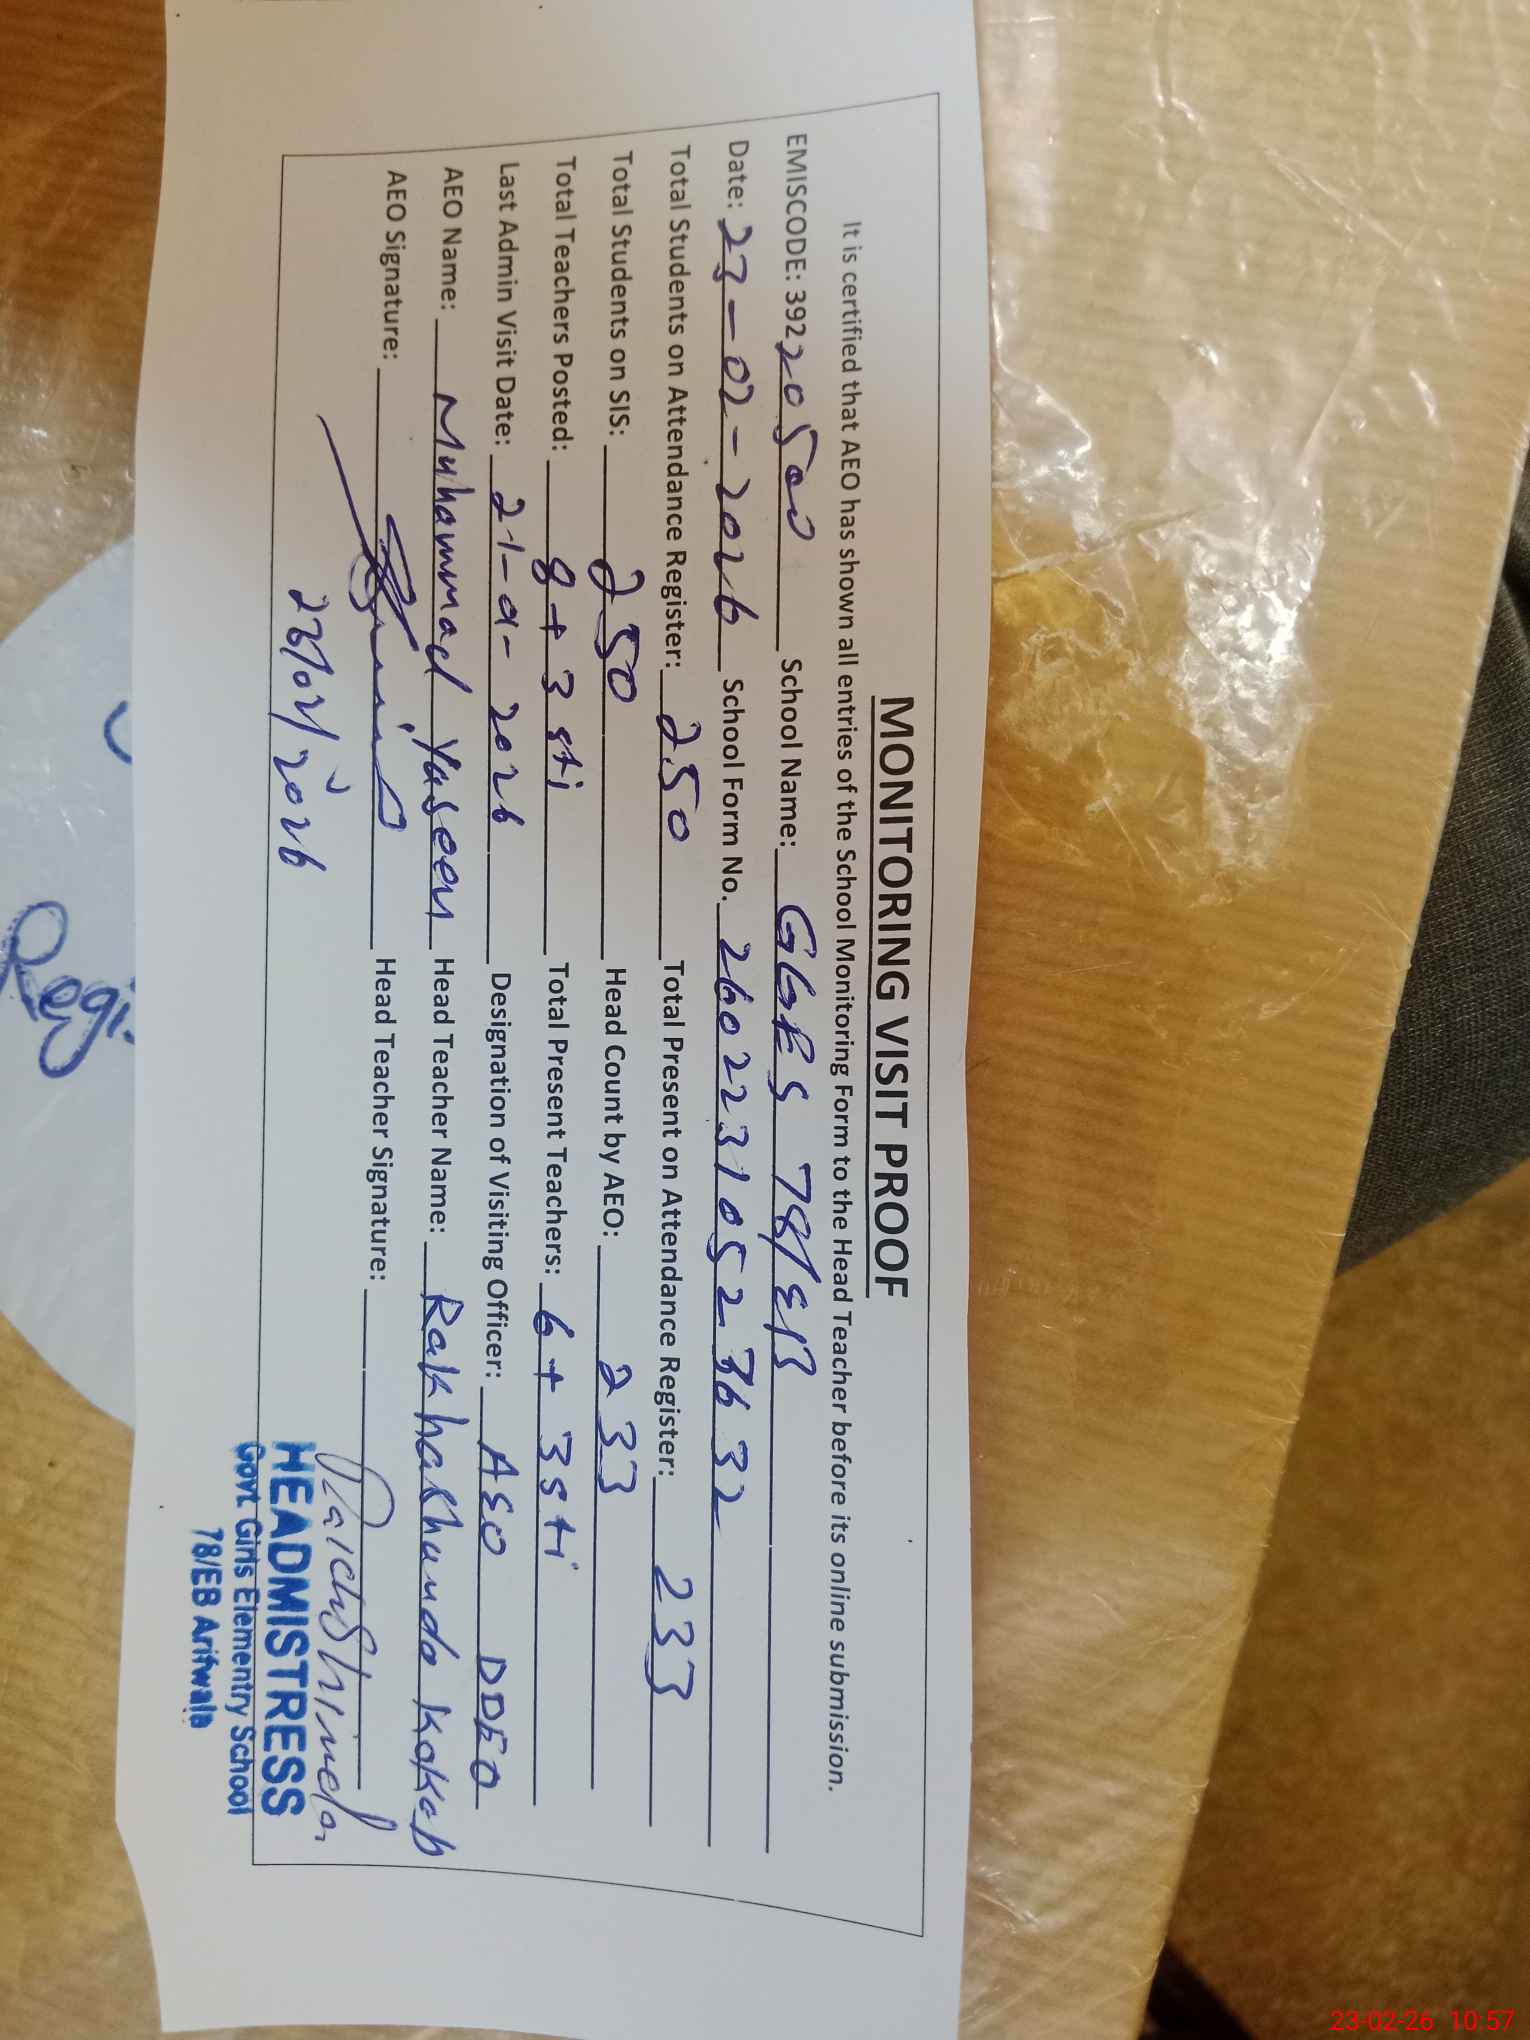 MONITORING VISIT PROOF
It is certified that AEO has shown all entries of the School Monitoring Form to the Head Teacher before its online submission.
EMISCODE: 39220500 School Name: GGES 78/EB
Date: 23-02-2026 School Form No. 26022310523632
Total Students on Attendance Register: 250 Total Present on Attendance Register: 233
Total Students on SIS: 250 Head Count by AEO: 233
Total Teachers Posted: 8+3 sti Total Present Teachers: 6+3 sti
Last Admin Visit Date: 21-01-2026 Designation of Visiting Officer: AEO DDEO
AEO Name: Muhammad Yaseen Head Teacher Name: Rakhashanda Kokab
AEO Signature: Head Teacher Signature:
23/02/2026
HEADMISTRESS
Govt. Girls Elementry School
78/EB Arifwala
Regi
23-02-26 10:57